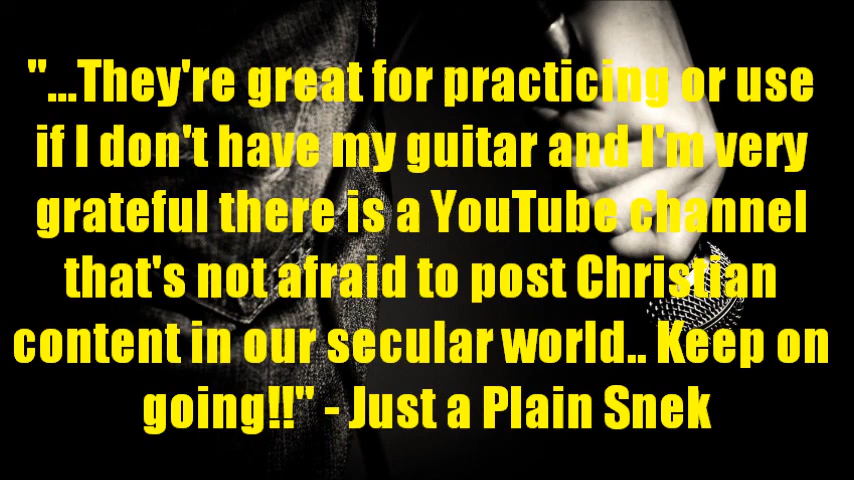 "...They're great for practicing or use
if I don't have my guitar and I'm very
grateful there is a YouTube channel
that's not afraid to post Christian
content in our secular world.. Keep on
going!!" - Just a Plain Snek